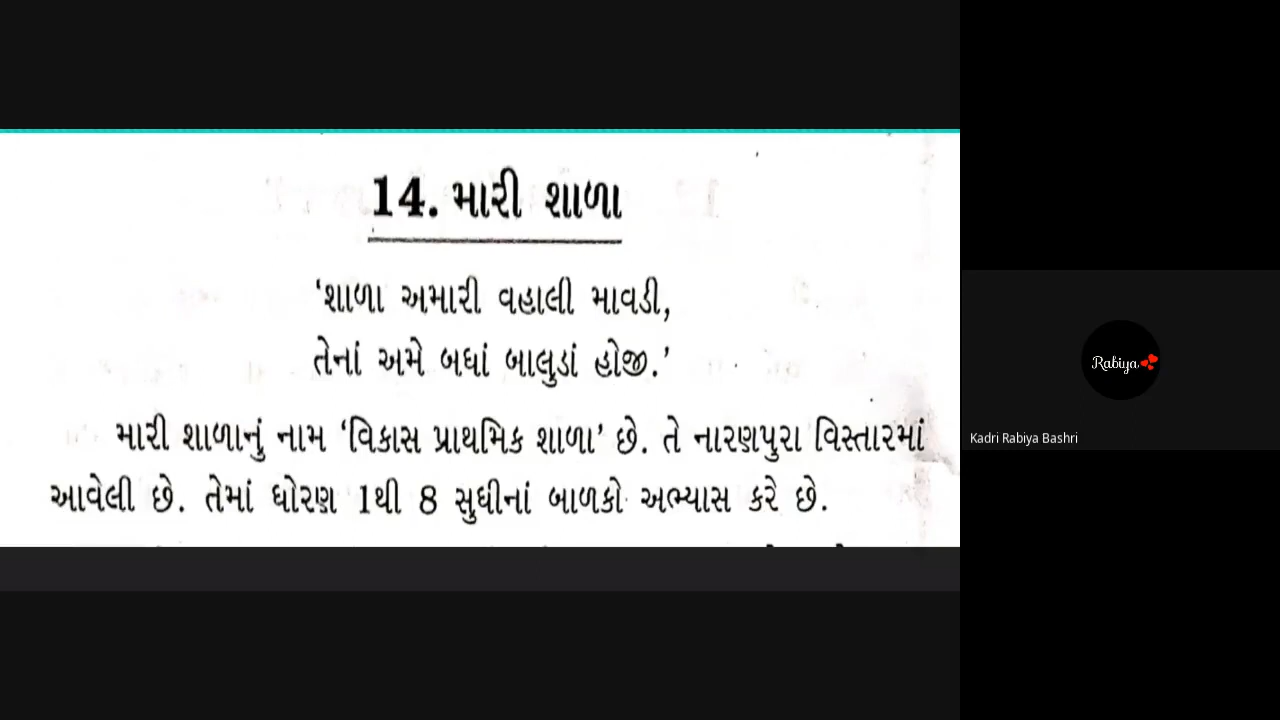 14. મારી શાળા
‘શાળા અમારી વહાલી માવડી,
તેનાં અમે બધાં બાલુડાં હોજી.’
મારી શાળાનું નામ ‘વિકાસ પ્રાથમિક શાળા’ છે. તે નારણપુરા વિસ્તારમાં
આવેલી છે. તેમાં ધોરણ 1થી 8 સુધીનાં બાળકો અભ્યાસ કરે છે.
Rabiya
Kadri Rabiya Bashri